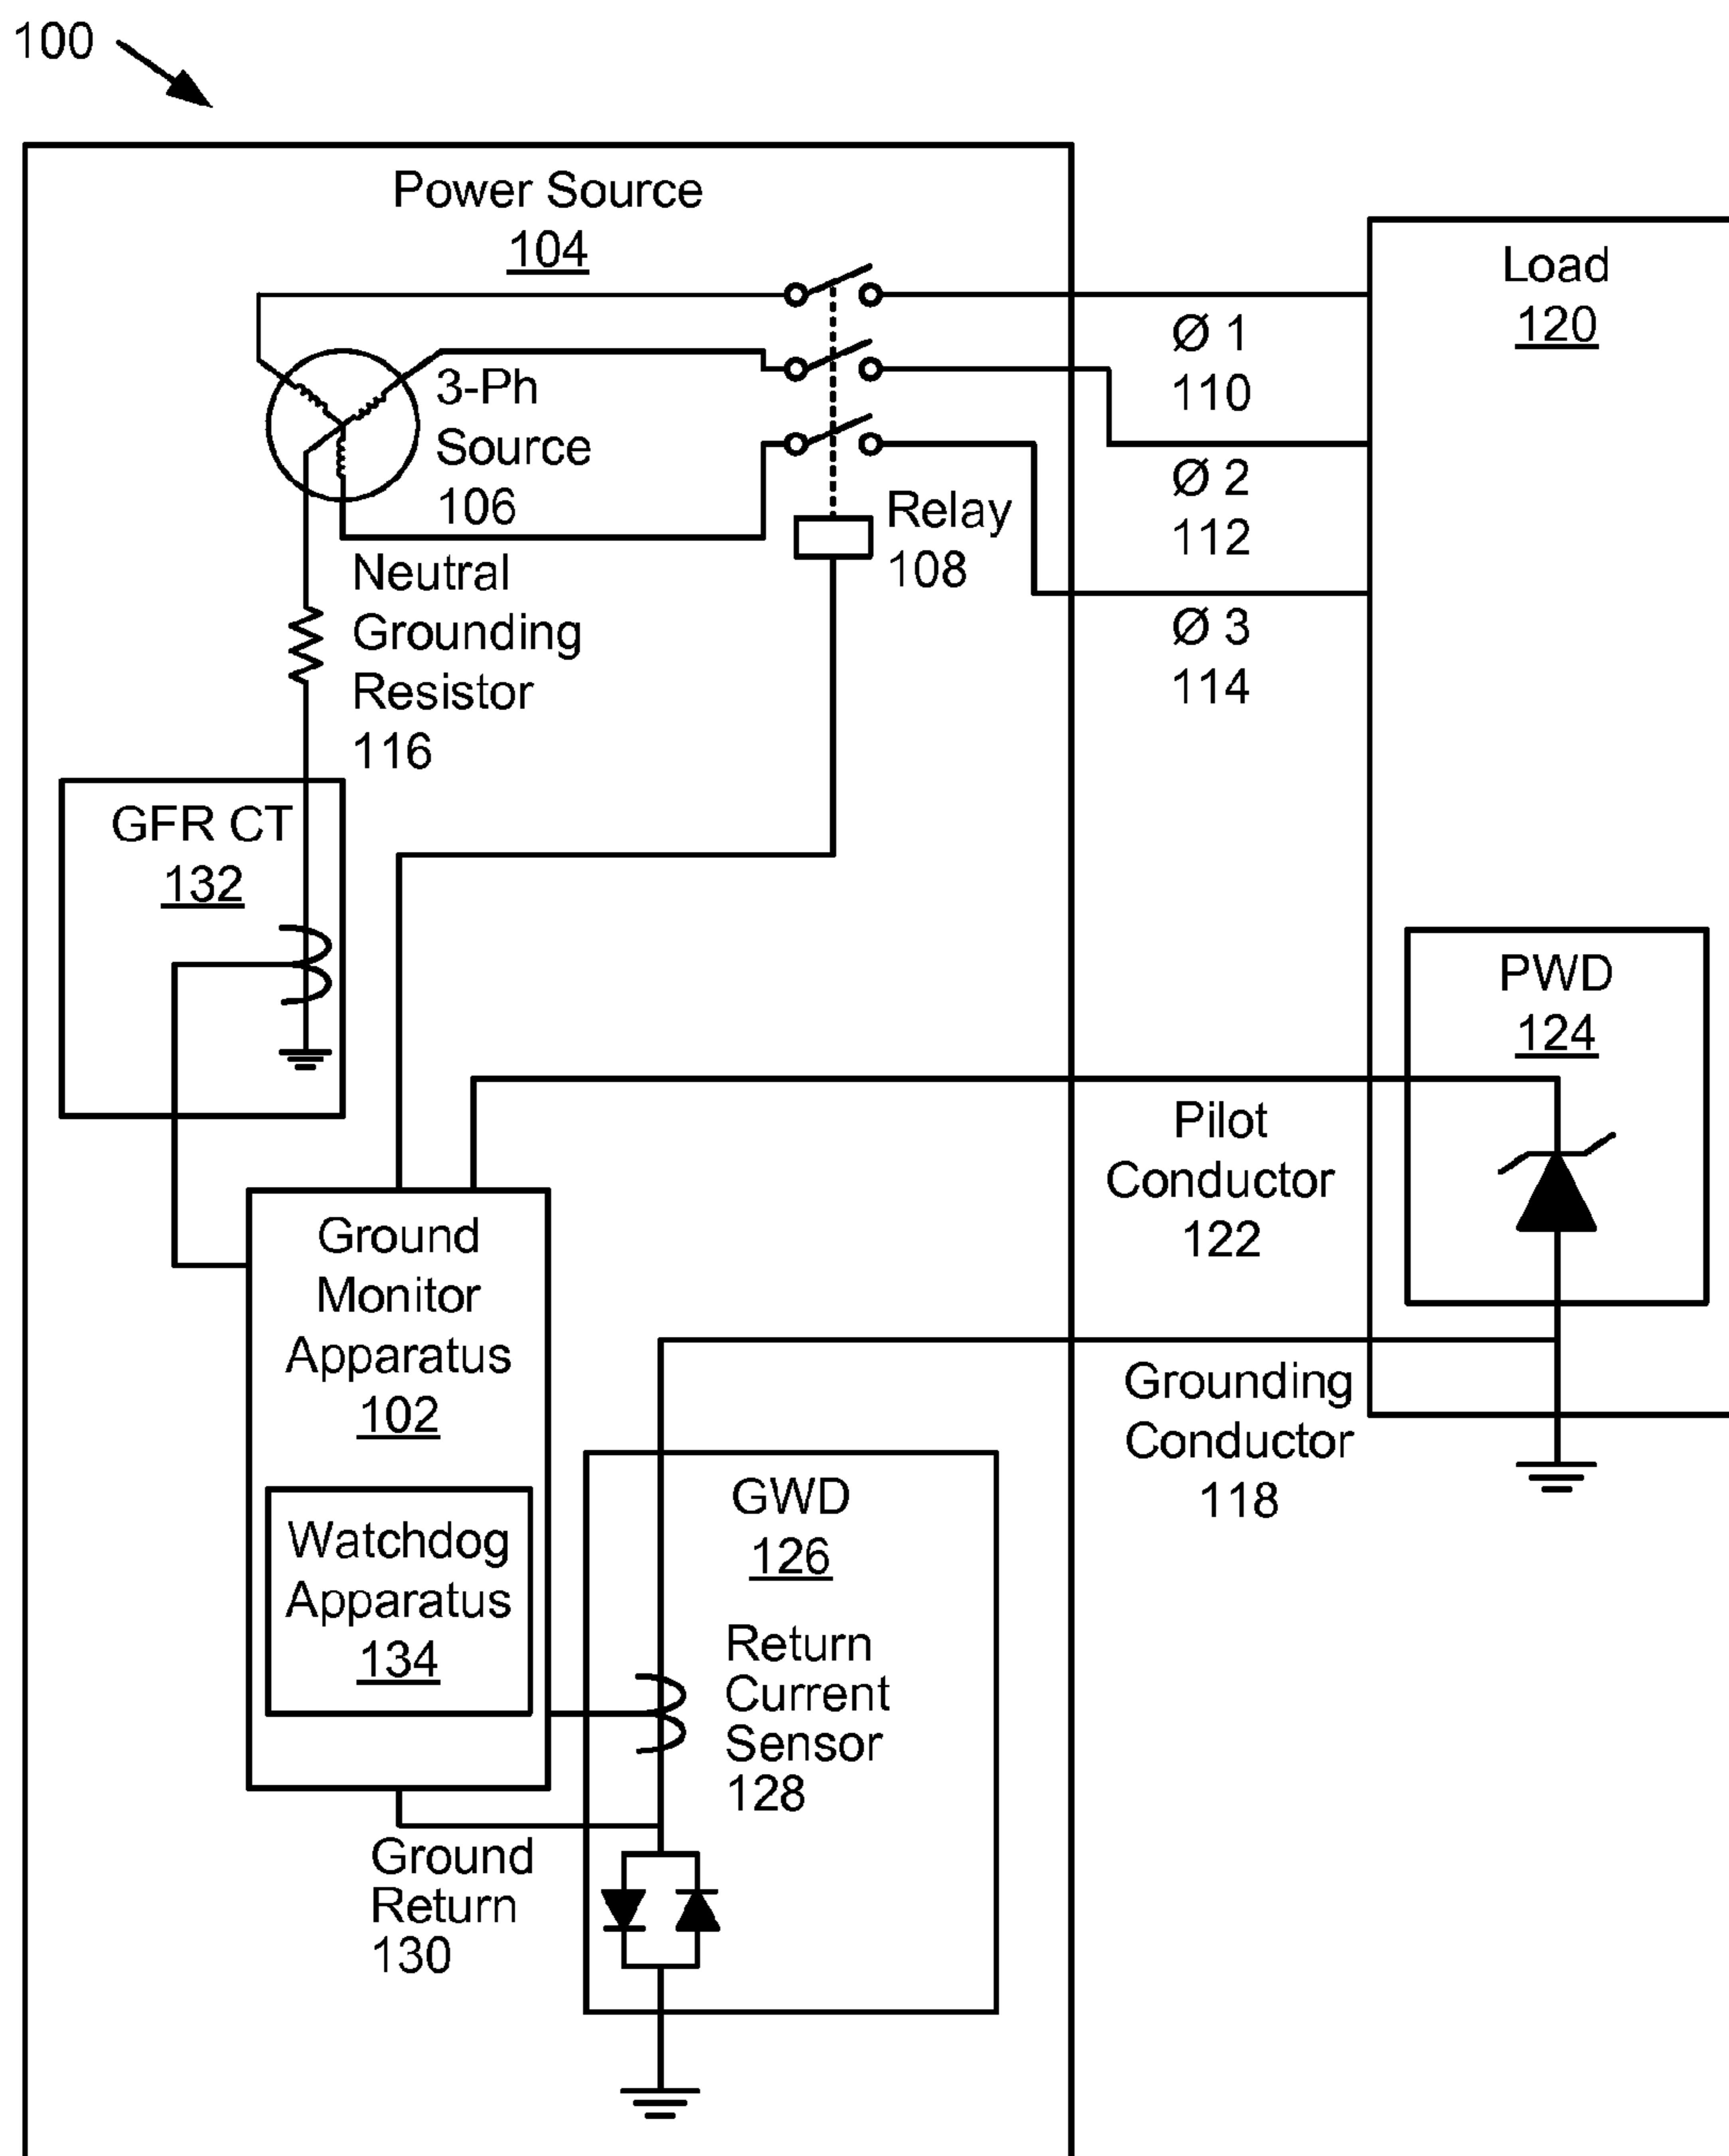 100
Power Source
104
Load
120
Ø 1
110
3-Ph
Source
106
Ø 2
112
Relay
108
Neutral
Grounding
Resistor
116
Ø 3
114
GFR CT
132
PWD
124
Pilot
Conductor
122
Ground
Monitor
Apparatus
102
Grounding
Conductor
118
GWD
126
Watchdog
Apparatus
134
Return
Current
Sensor
128
Ground
Return
130